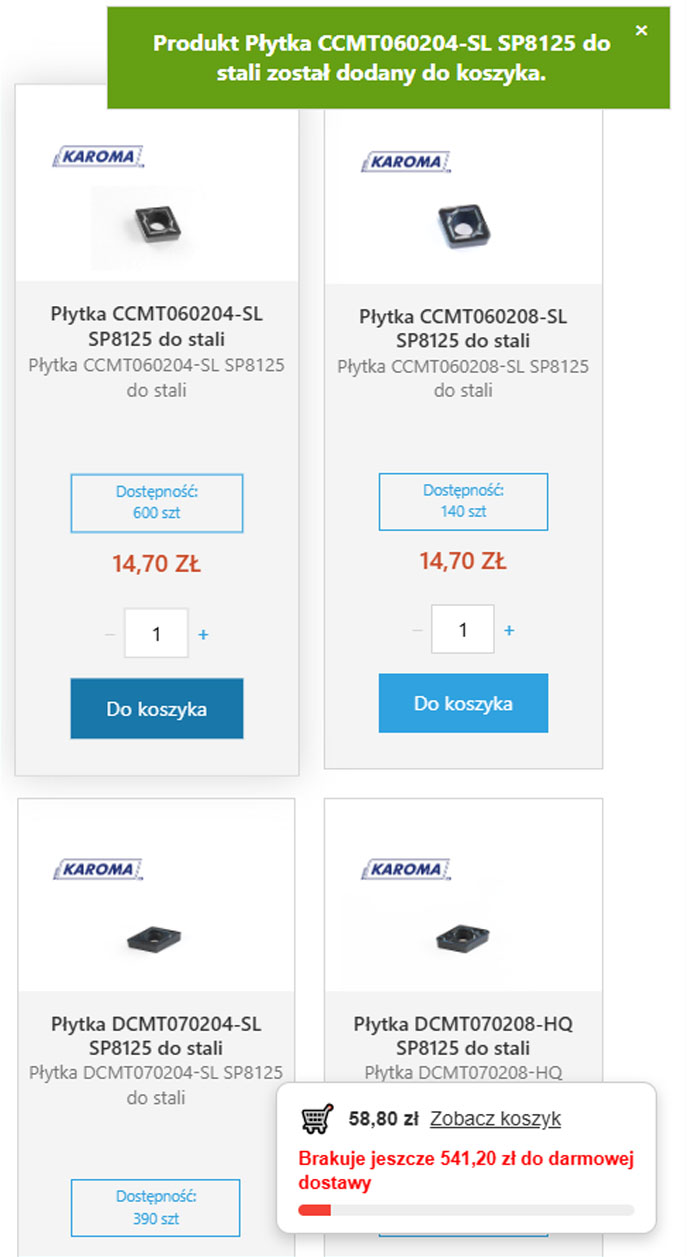 Produkt Płytka CCMT060204-SL SP8125 do
stali został dodany do koszyka.
×
KAROMA
KAROMA
Płytka CCMT060204-SL
SP8125 do stali
Płytka CCMT060204-SL SP8125
do stali
Dostępność:
600 szt
14,70 ZŁ
– 1 +
Do koszyka
Płytka CCMT060208-SL
SP8125 do stali
Płytka CCMT060208-SL SP8125
do stali
Dostępność:
140 szt
14,70 ZŁ
– 1 +
Do koszyka
KAROMA
KAROMA
Płytka DCMT070204-SL
SP8125 do stali
Płytka DCMT070204-SL SP8125
do stali
Dostępność:
390 szt
Płytka DCMT070208-HQ
SP8125 do stali
Płytka DCMT070208-HQ
58,80 zł Zobacz koszyk
Brakuje jeszcze 541,20 zł do darmowej
dostawy